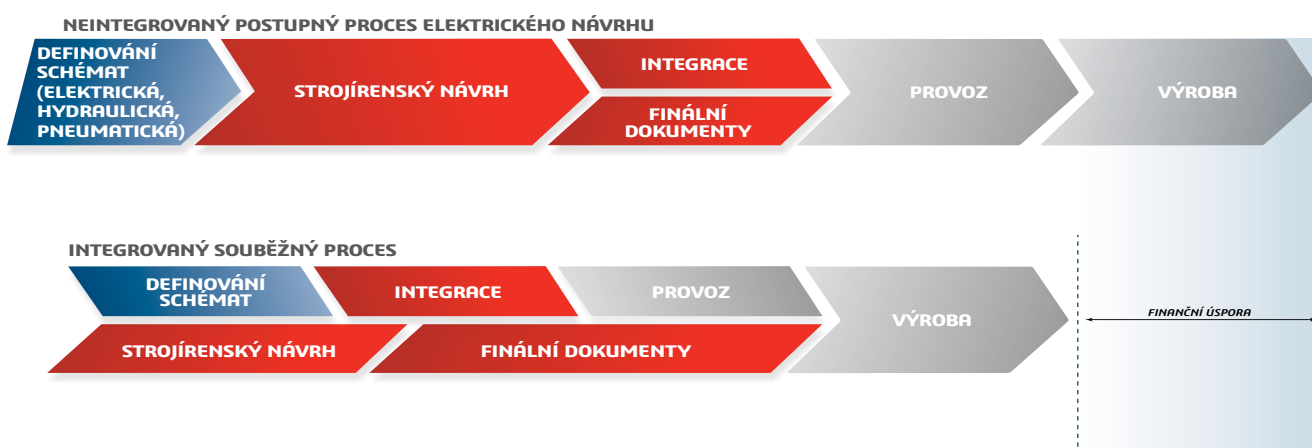 NEINTEGROVANÝ POSTUPNÝ PROCES ELEKTRICKÉHO NÁVRHU
DEFINOVÁNÍ
SCHÉMAT
(ELEKTRICKÁ,
HYDRAULICKÁ,
PNEUMATICKÁ)
STROJÍRENSKÝ NÁVRH
INTEGRACE
FINÁLNÍ
DOKUMENTY
PROVOZ
VÝROBA
INTEGROVANÝ SOUBĚŽNÝ PROCES
DEFINOVÁNÍ
SCHÉMAT
INTEGRACE
PROVOZ
STROJÍRENSKÝ NÁVRH
FINÁLNÍ DOKUMENTY
VÝROBA
FINANČNÍ ÚSPORA